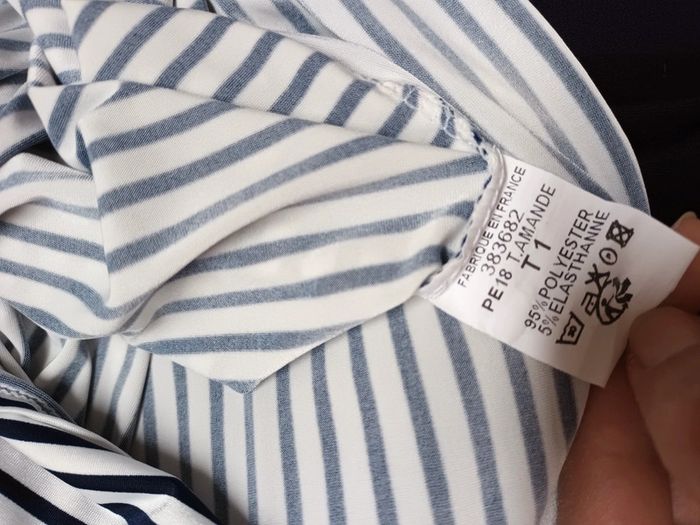 FABRIQUE EN FRANCE
383682
PE18 TAMANDE
T 1
95% POLYESTER
5% ELASTHANNE